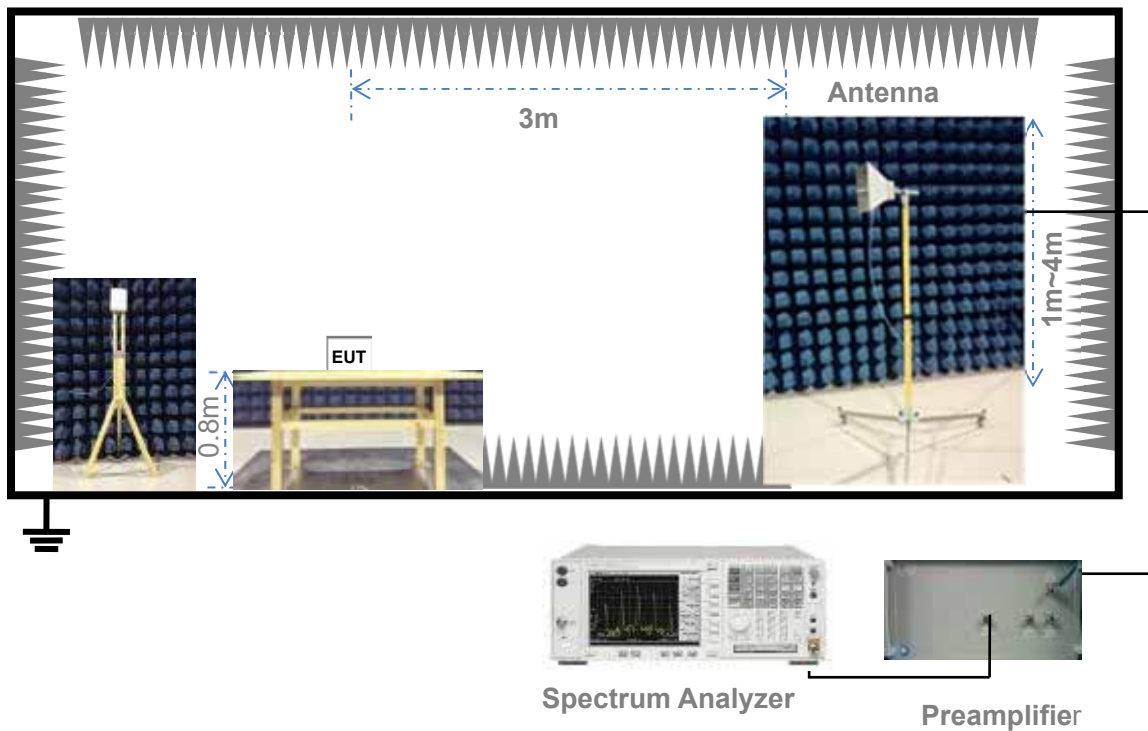 Antenna
3m
1m~4m
EUT
0.8m
Spectrum Analyzer
Preamplifier